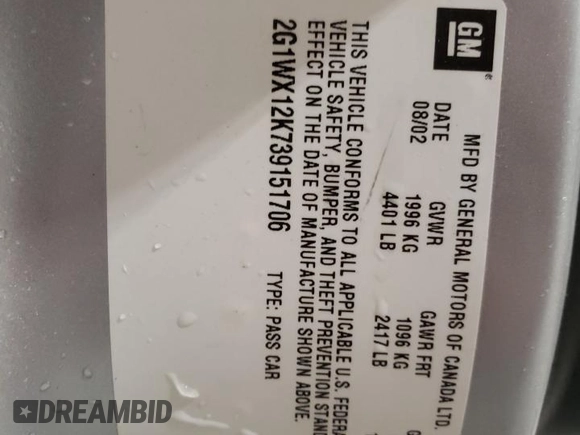 GM
®
MFD BY GENERAL MOTORS OF CANADA LTD.
DATE GVWR GAWR FRT
08/02 1996 KG 1096 KG
4401 LB 2417 LB
THIS VEHICLE CONFORMS TO ALL APPLICABLE U.S. FEDERA
VEHICLE SAFETY, BUMPER, AND THEFT PREVENTION STAN
EFFECT ON THE DATE OF MANUFACTURE SHOWN ABOVE.
2G1WX12K739151706 TYPE: PASS CAR
DREAMBID